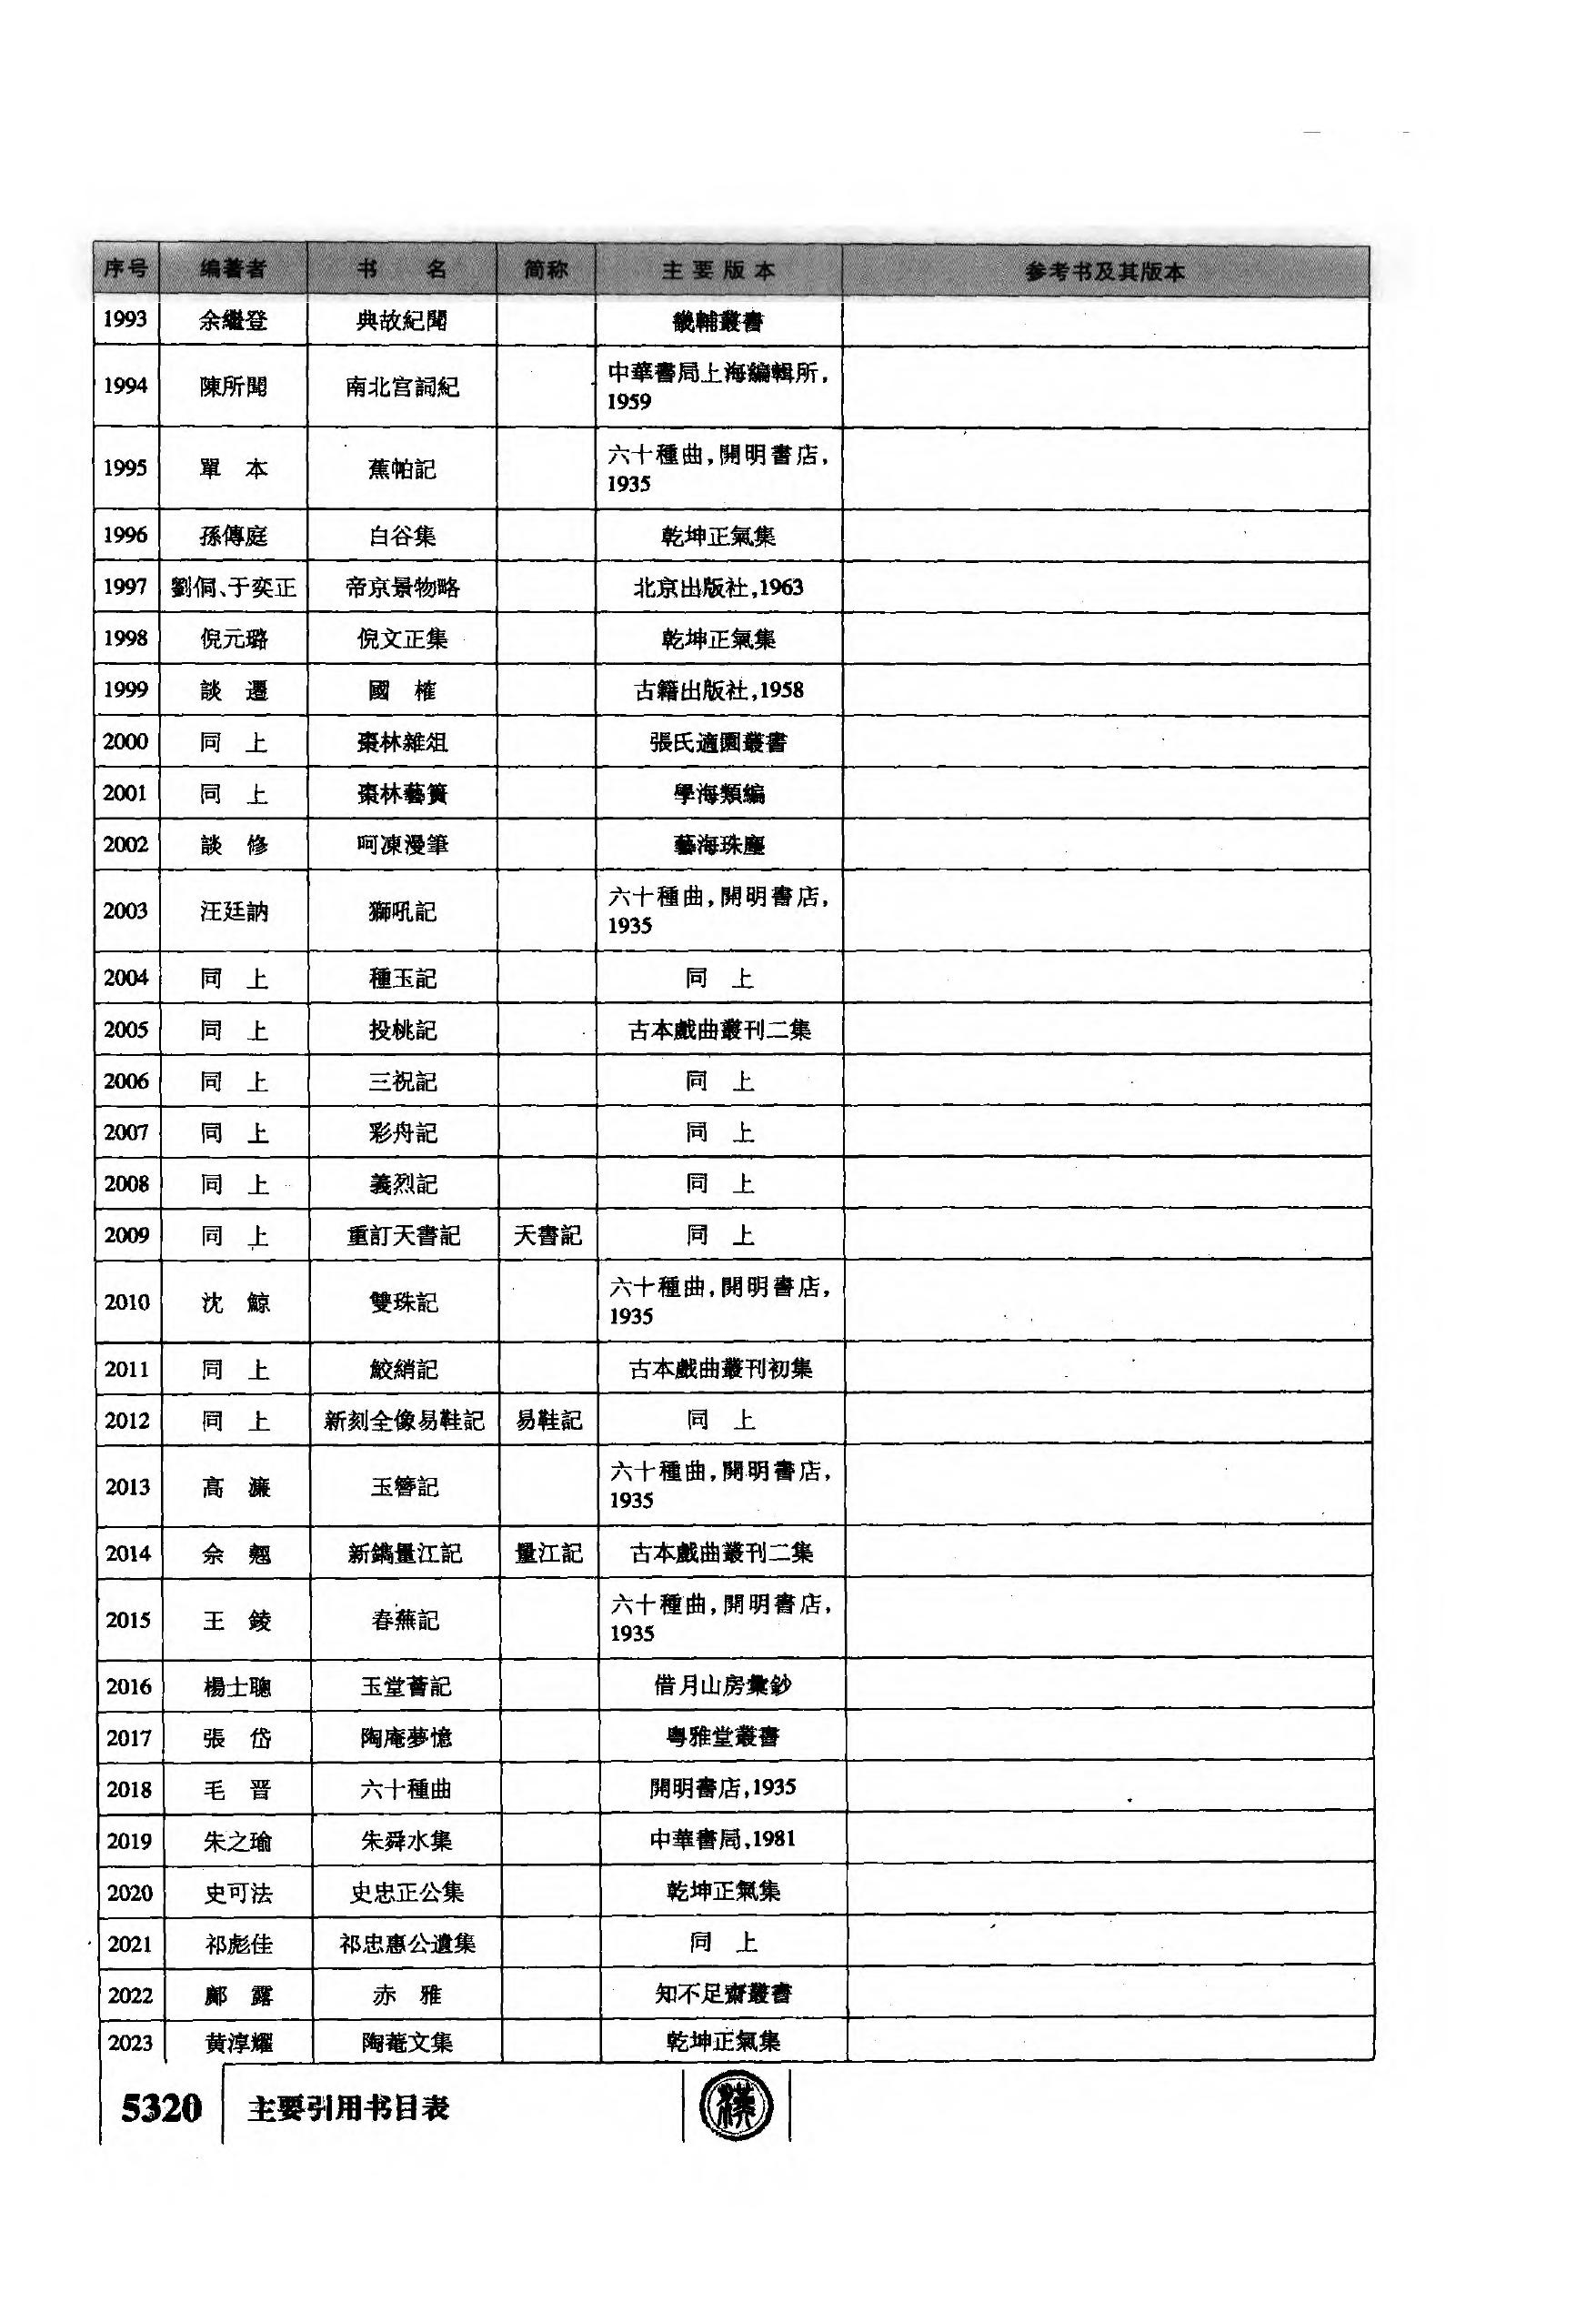 序号 编著者 书 名 简称 主要版本 参考书及其版本
1993 余繼登 典故紀聞 畿輔叢書
1994 陳所聞 南北宫詞紀 中華書局上海編輯所,
1959
1995 單 本 蕉帕記 六十種曲,開明書店,
1935
1996 孫傳庭 白谷集 乾坤正氣集
1997 劉侗、于奕正 帝京景物略 北京出版社,1963
1998 倪元璐 倪文正集 乾坤正氣集
1999 談 遷 國 榷 古籍出版社,1958
2000 同 上 棗林雜俎 張氏適園叢書
2001 同 上 棗林藝簣 學海類編
2002 談 修 呵凍漫筆 藝海珠塵
2003 汪廷訥 獅吼記 六十種曲,開明書店,
1935
2004 同 上 種玉記 同 上
2005 同 上 投桃記 古本戲曲叢刊二集
2006 同 上 三祝記 同 上
2007 同 上 彩舟記 同 上
2008 同 上 義烈記 同 上
2009 同 上 重訂天書記 天書記 同 上
2010 沈 鯨 雙珠記 六十種曲,開明書店,
1935
2011 同 上 鮫綃記 古本戲曲叢刊初集
2012 同 上 新刻全像易鞋記 易鞋記 同 上
2013 高 濂 玉簪記 六十種曲,開明書店,
1935
2014 佘 翹 新鐫量江記 量江記 古本戲曲叢刊二集
2015 王 錂 春蕪記 六十種曲,開明書店,
1935
2016 楊士聰 玉堂薈記 借月山房彙鈔
2017 張 岱 陶庵夢憶 粤雅堂叢書
2018 毛 晋 六十種曲 開明書店,1935
2019 朱之瑜 朱舜水集 中華書局,1981
2020 史可法 史忠正公集 乾坤正氣集
2021 祁彪佳 祁忠惠公遺集 同 上
2022 鄺 露 赤 雅 知不足齋叢書
2023 黄淳耀 陶菴文集 乾坤正氣集
5320 主要引用书目表 漢